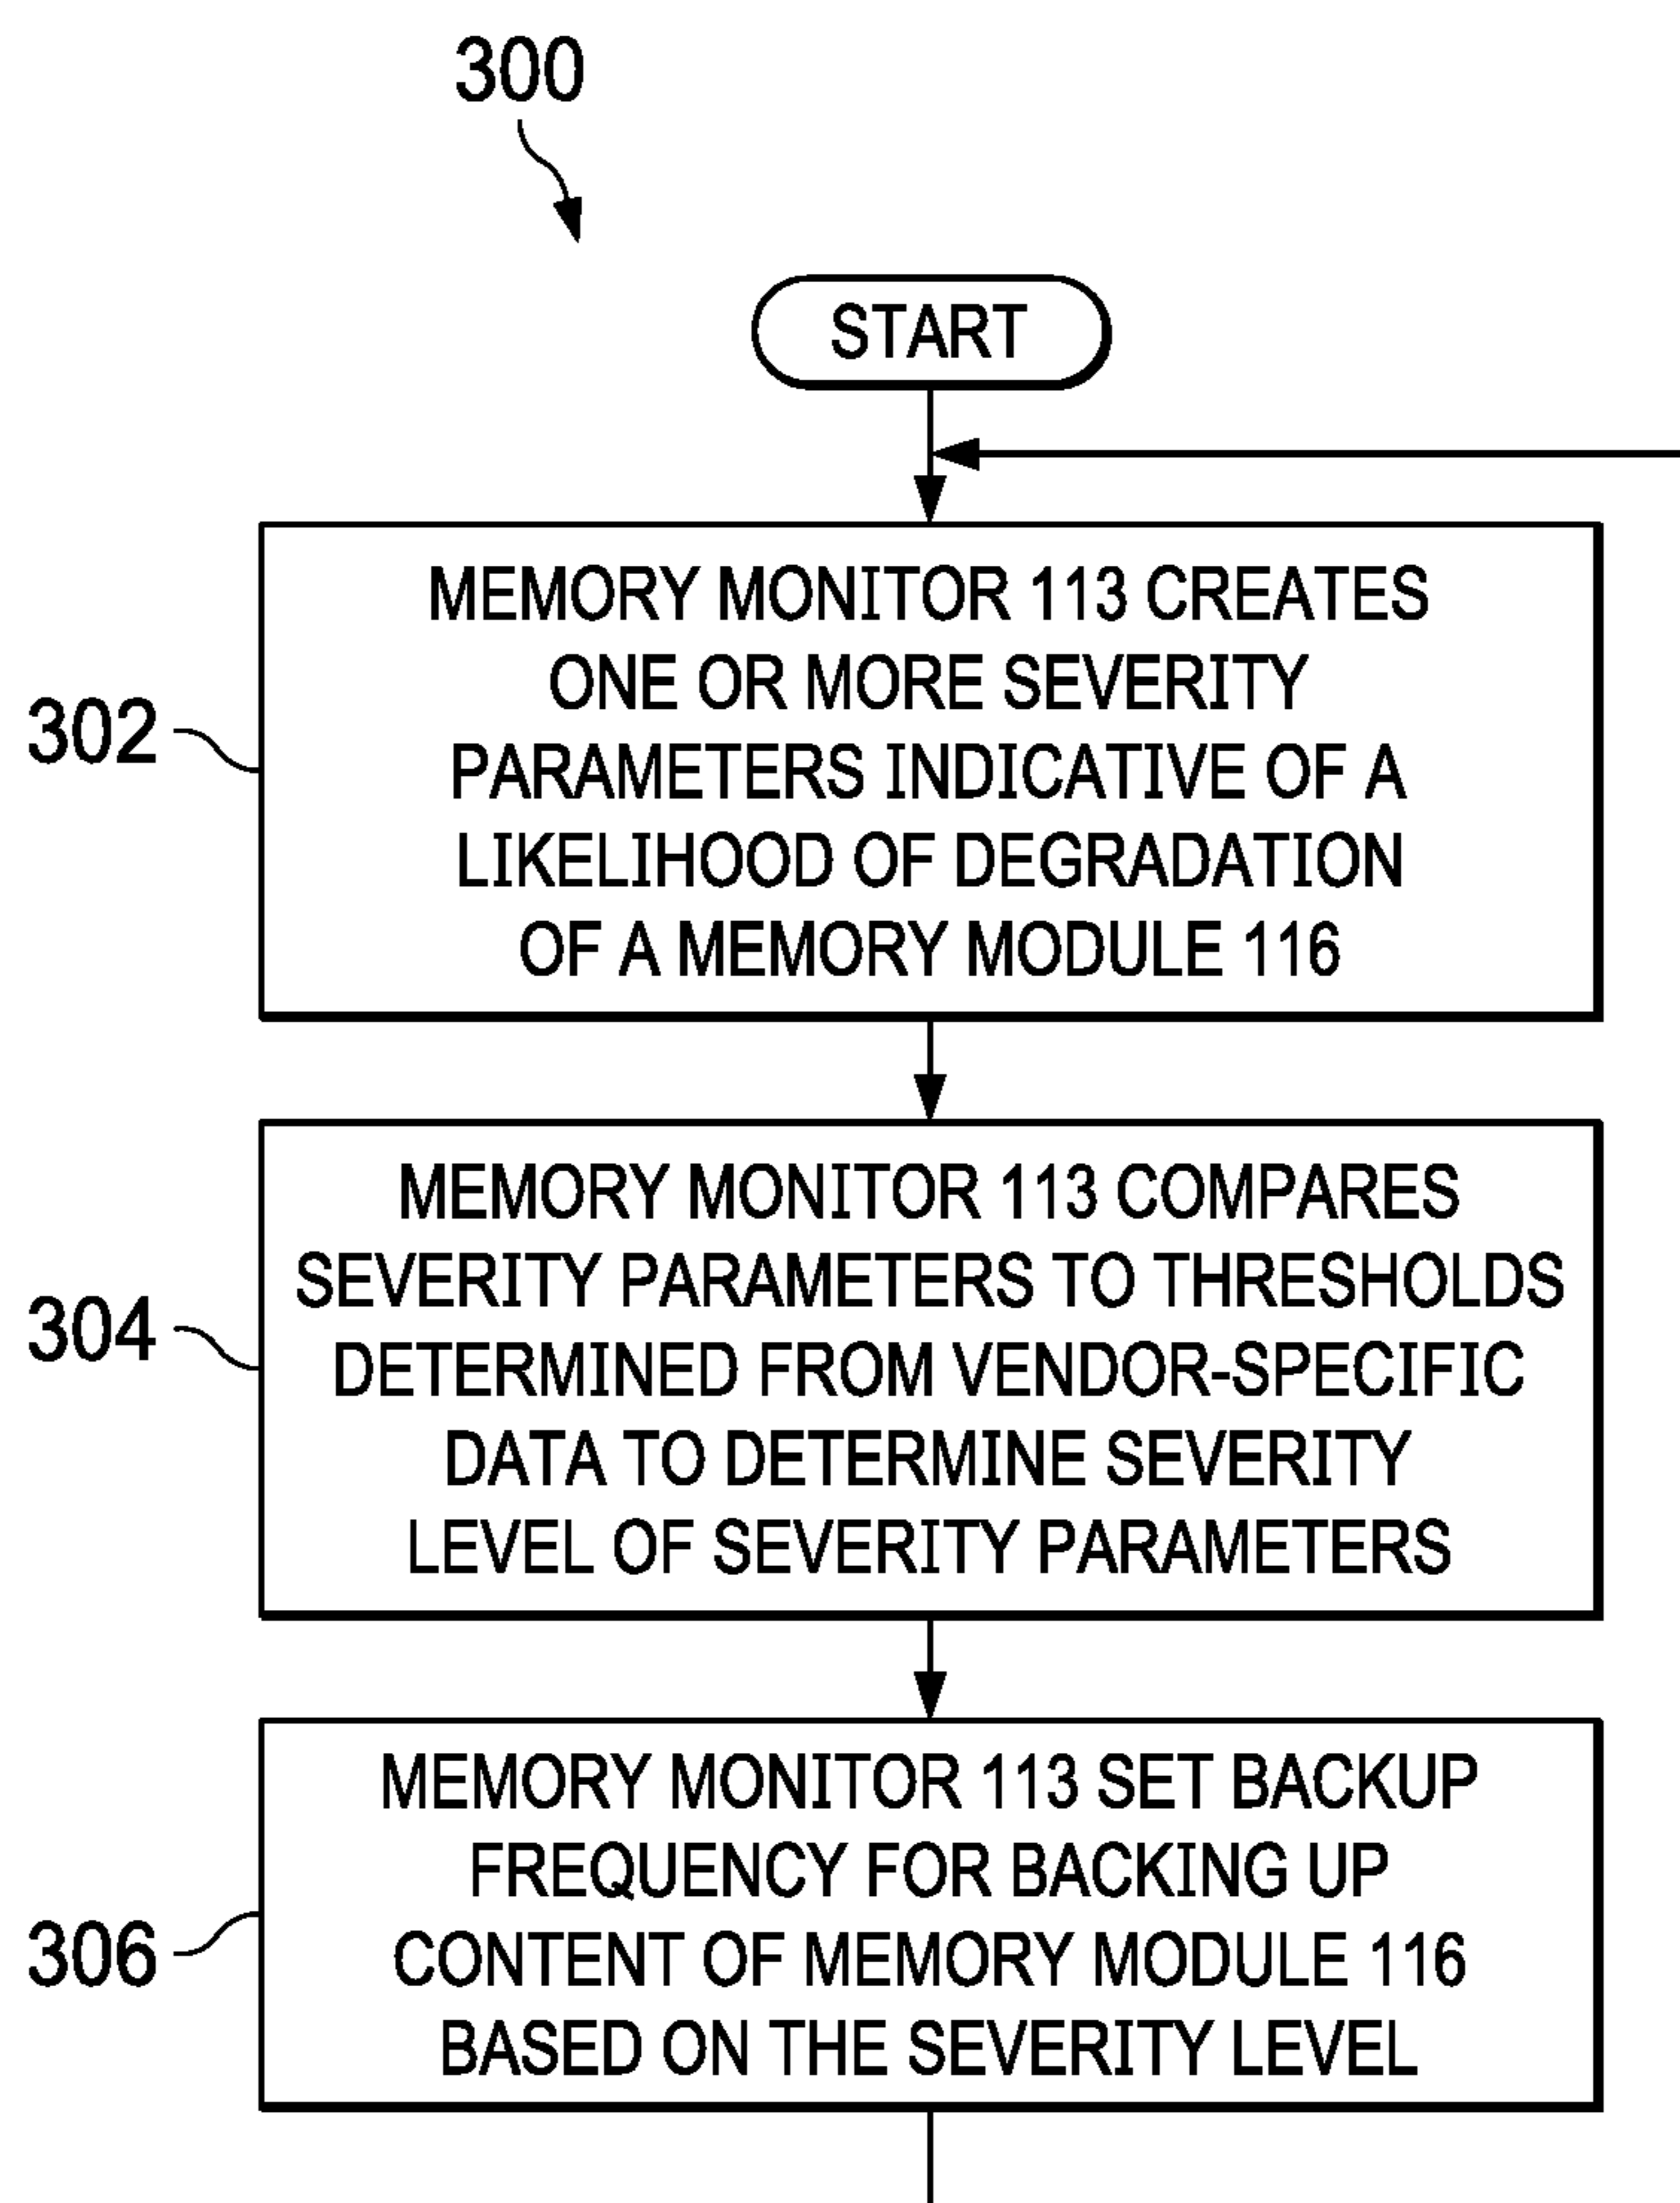 300
START
MEMORY MONITOR 113 CREATES
ONE OR MORE SEVERITY
PARAMETERS INDICATIVE OF A
LIKELIHOOD OF DEGRADATION
OF A MEMORY MODULE 116
302
MEMORY MONITOR 113 COMPARES
SEVERITY PARAMETERS TO THRESHOLDS
DETERMINED FROM VENDOR-SPECIFIC
DATA TO DETERMINE SEVERITY
LEVEL OF SEVERITY PARAMETERS
304
MEMORY MONITOR 113 SET BACKUP
FREQUENCY FOR BACKING UP
CONTENT OF MEMORY MODULE 116
BASED ON THE SEVERITY LEVEL
306